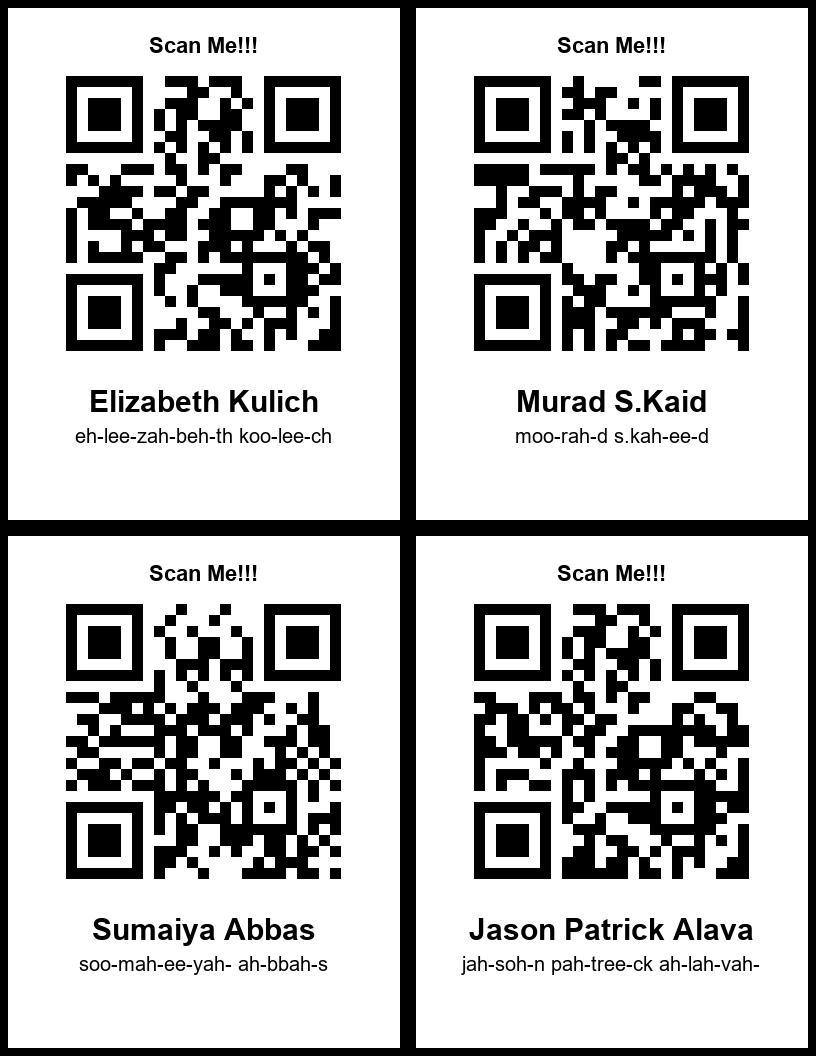 Scan Me!!!
Elizabeth Kulich
eh-lee-zah-beh-th koo-lee-ch
Scan Me!!!
Murad S.Kaid
moo-rah-d s.kah-ee-d
Scan Me!!!
Sumaiya Abbas
soo-mah-ee-yah- ah-bbah-s
Scan Me!!!
Jason Patrick Alava
jah-soh-n pah-tree-ck ah-lah-vah-